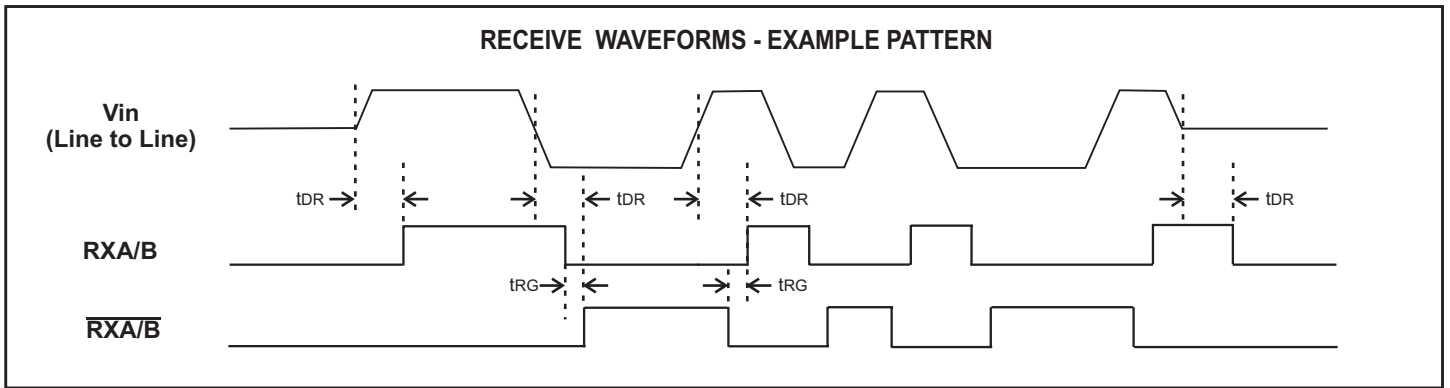 RECEIVE WAVEFORMS - EXAMPLE PATTERN
Vin
(Line to Line)
tDR tDR tDR tDR
RXA/B
tRG tRG
RXA/B